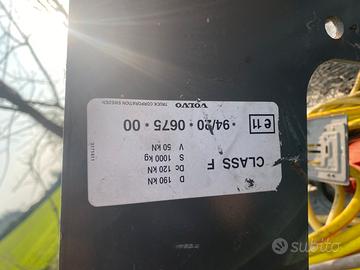 VOLVO
TRUCK CORPORATION SWEDEN
e11
94/20 · 0675 · 00
CLASS F
D 190 kN
Dc 120 kN
S 1000 kg
V 50 kN
subito